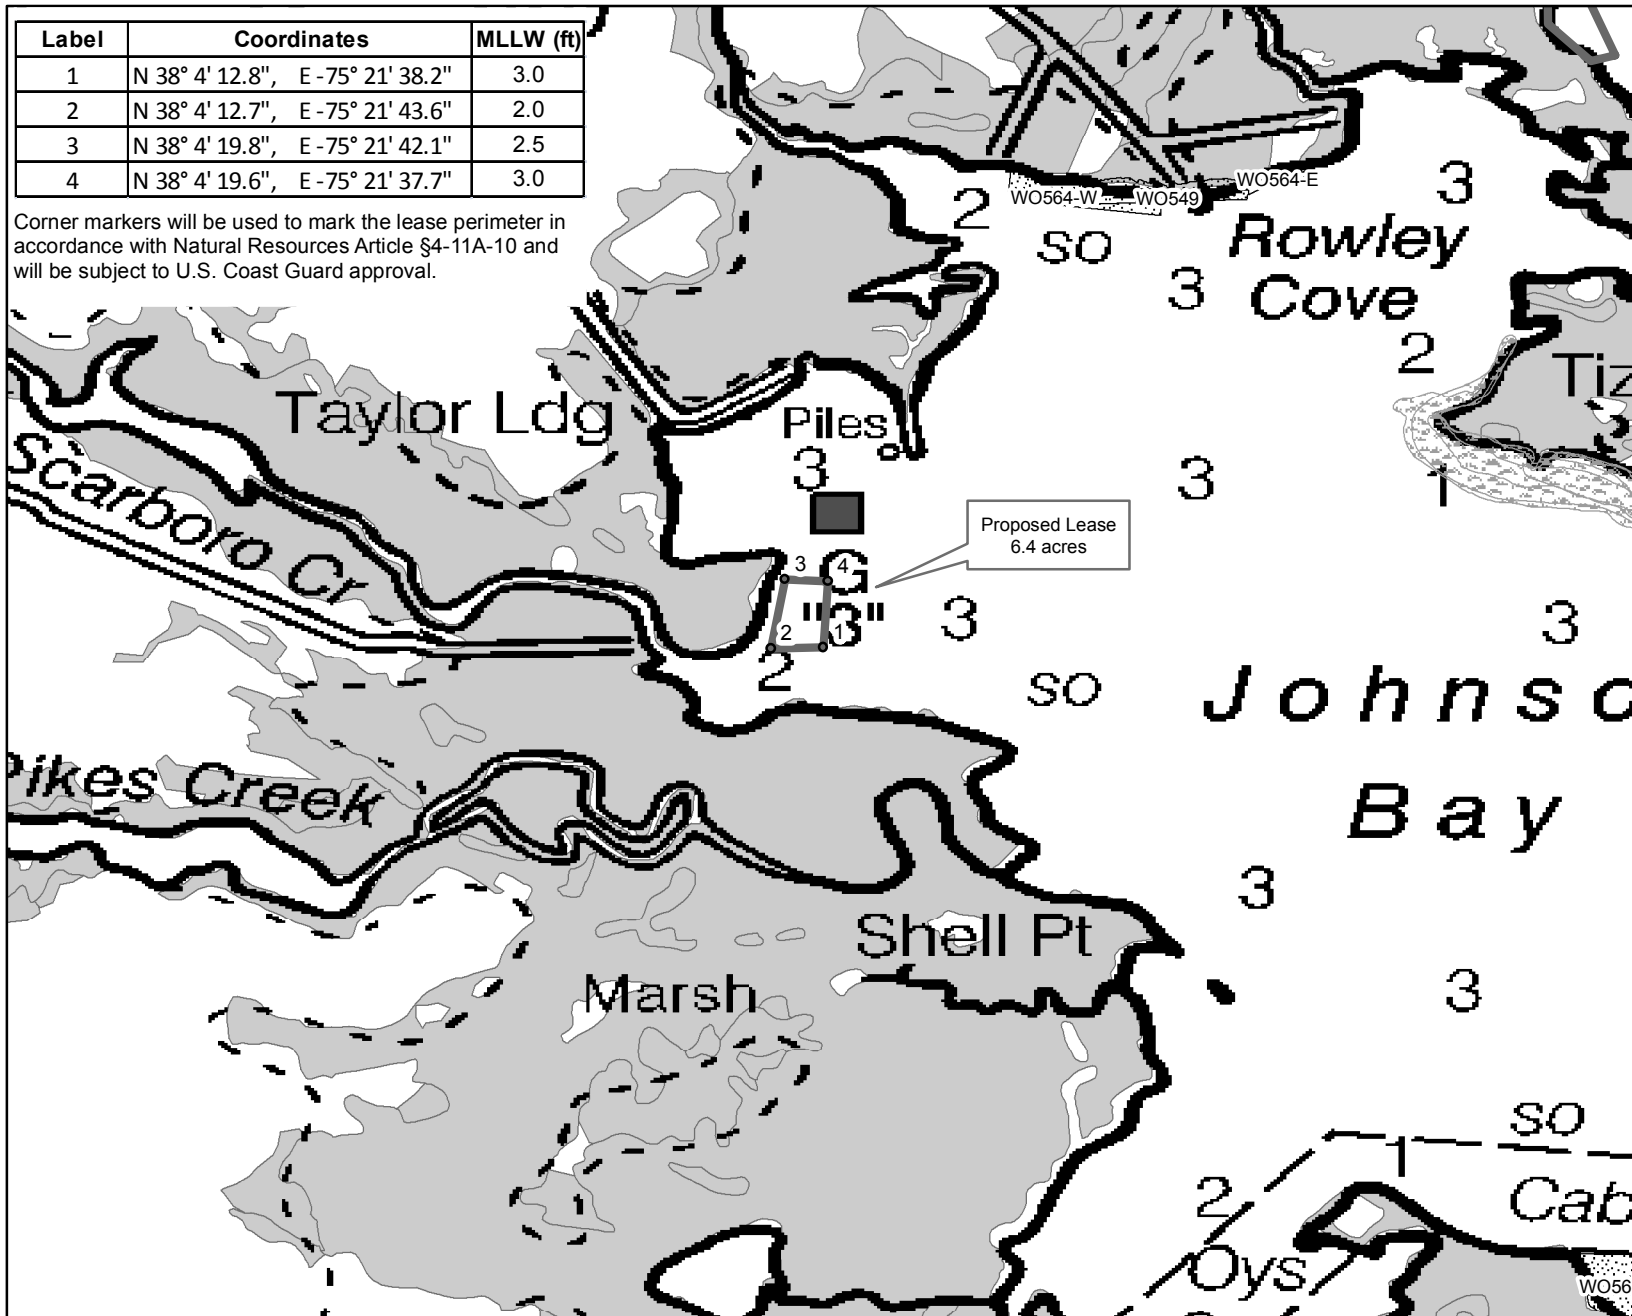 Label Coordinates MLLW (ft)
1 N 38° 4' 12.8", E -75° 21' 38.2" 3.0
2 N 38° 4' 12.7", E -75° 21' 43.6" 2.0
3 N 38° 4' 19.8", E -75° 21' 42.1" 2.5
4 N 38° 4' 19.6", E -75° 21' 37.7" 3.0
Corner markers will be used to mark the lease perimeter in
accordance with Natural Resources Article §4-11A-10 and
will be subject to U.S. Coast Guard approval.
WO564-E
WO564-W
WO549
3
2
so
Rowley
Cove
3
2
Tiz
Taylor Ldg
Piles
3
3
1
Scarboro Cr
Proposed Lease
6.4 acres
3
4
G
"3"
2
1
2
3
3
so
Johnso
Bay
Pikes Creek
3
Shell Pt
Marsh
3
so
1
2
Cab
Oys
WO56